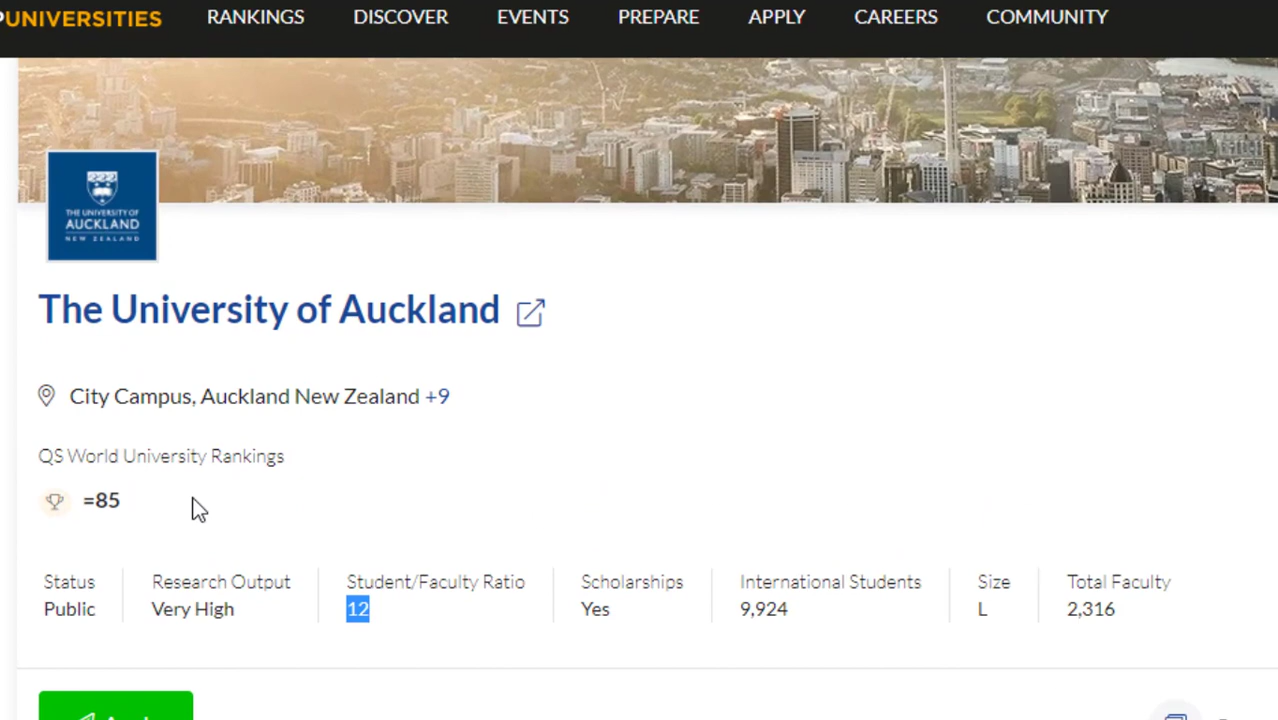 PUNIVERSITIES RANKINGS DISCOVER EVENTS PREPARE APPLY CAREERS COMMUNITY
THE UNIVERSITY OF
AUCKLAND
NEW ZEALAND
The University of Auckland
City Campus, Auckland New Zealand +9
QS World University Rankings
=85
Status Research Output Student/Faculty Ratio Scholarships International Students Size Total Faculty
Public Very High 12 Yes 9,924 L 2,316